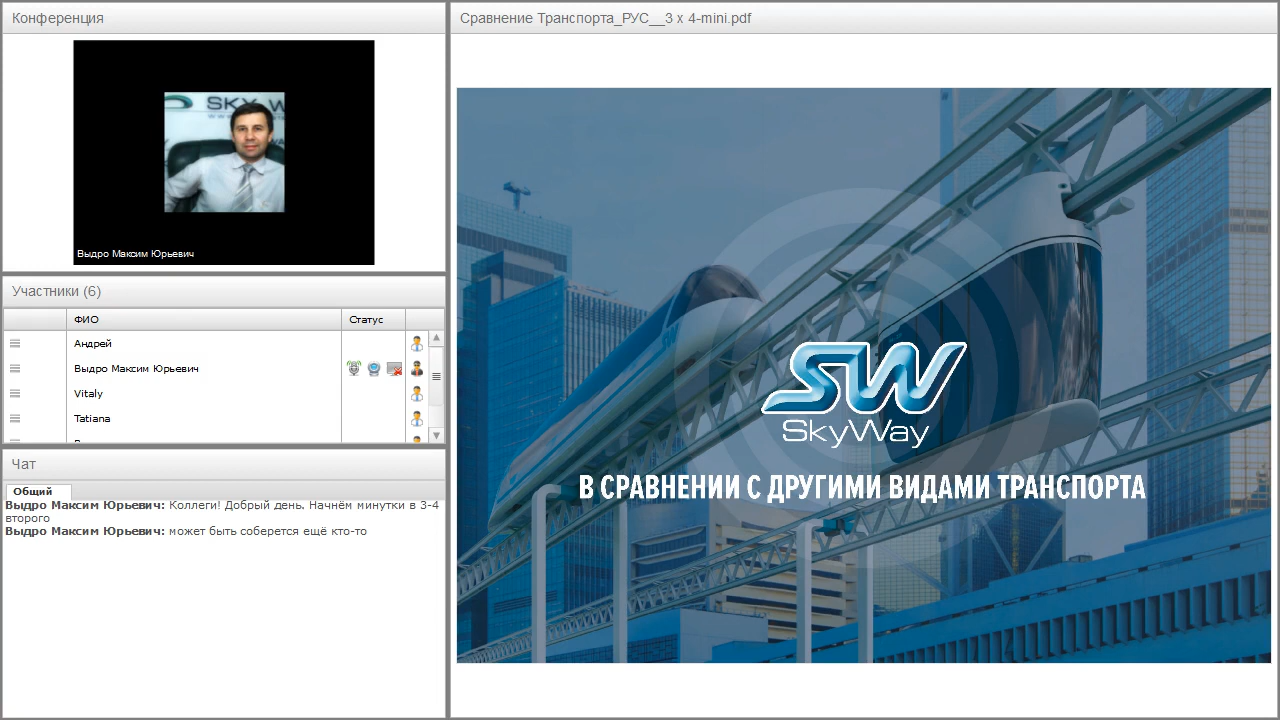 Конференция
SKY W
Выдро Максим Юрьевич
Участники (6)
ФИО
Статус
Андрей
Выдро Максим Юрьевич
Vitaly
Tatiana
Чат
Общий
Выдро Максим Юрьевич: Коллеги! Добрый день. Начнём минутки в 3-4
второго
Выдро Максим Юрьевич: может быть соберется ещё кто-то
Сравнение Транспорта_РУС__3 x 4-mini.pdf
SW
SkyWay
В СРАВНЕНИИ С ДРУГИМИ ВИДАМИ ТРАНСПОРТА